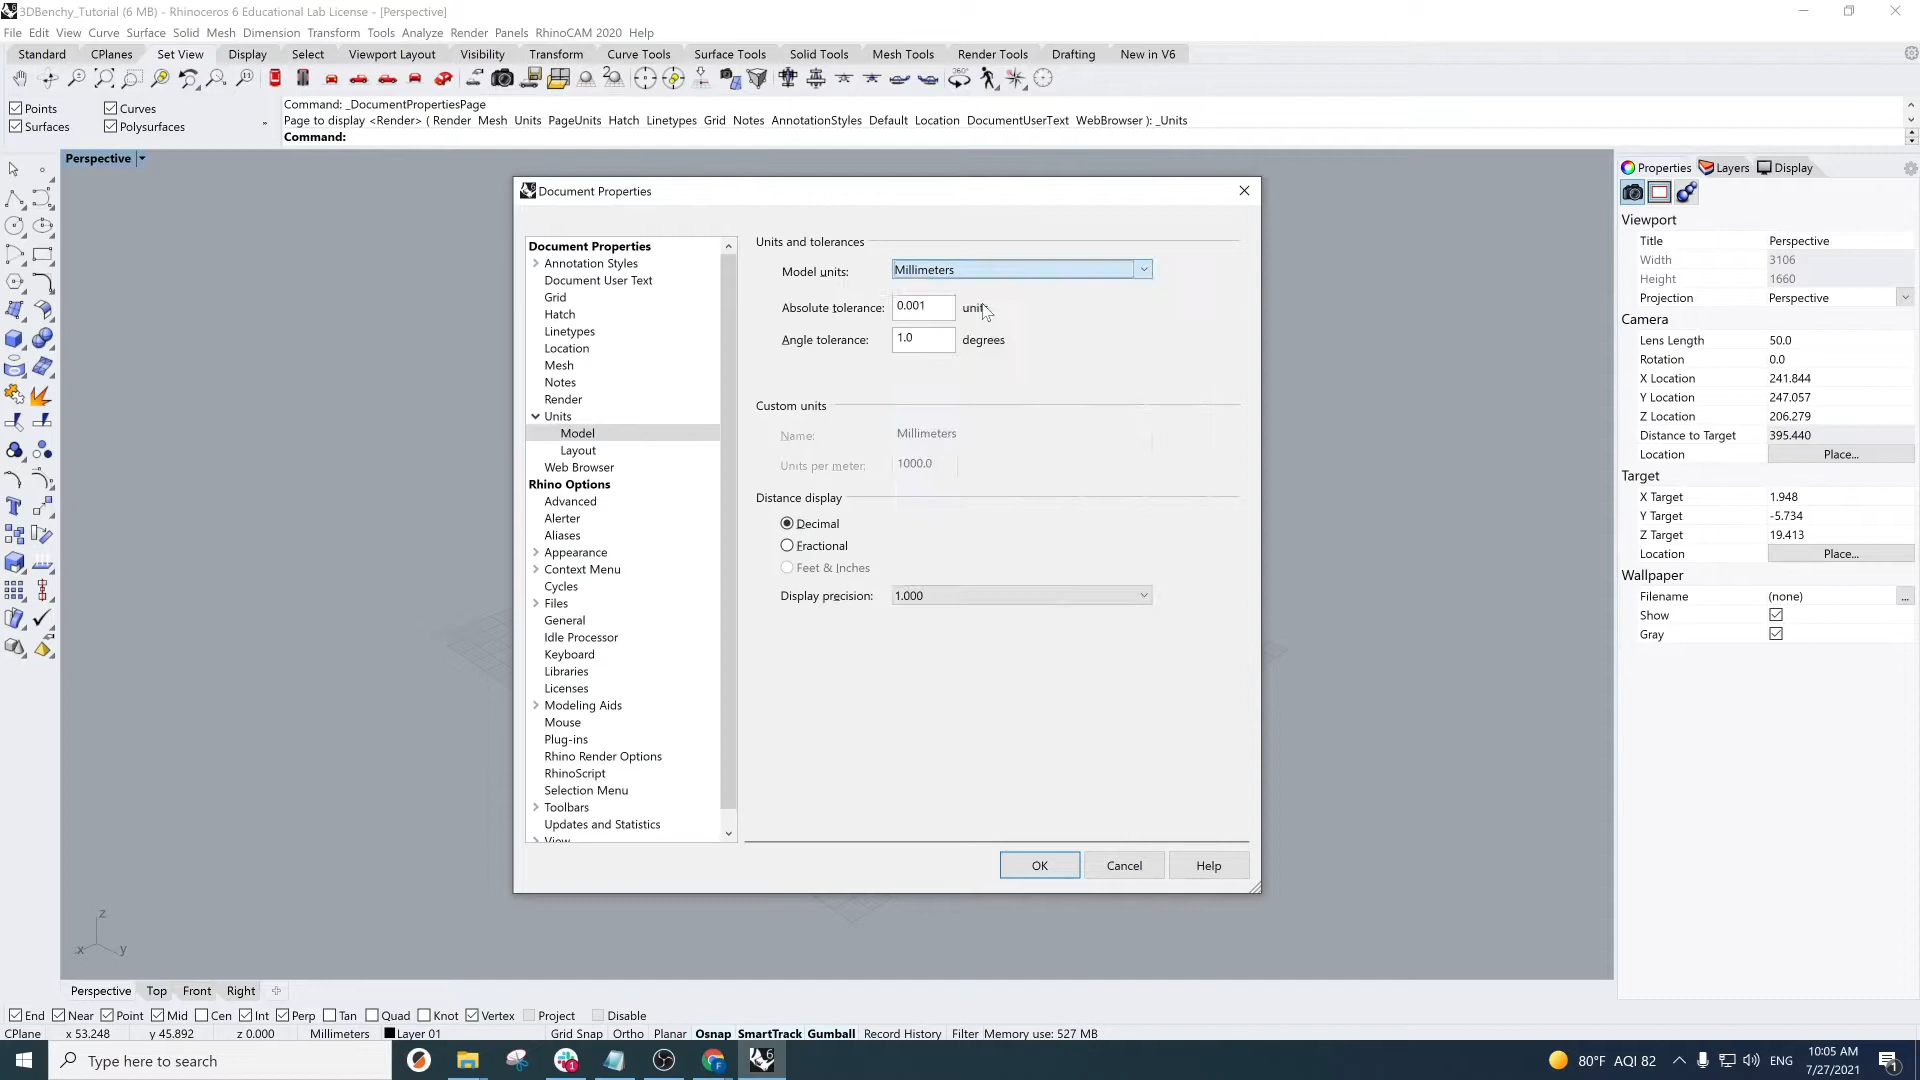 3DBenchy_Tutorial (6 MB) - Rhinoceros 6 Educational Lab License - [Perspective]
File Edit View Curve Surface Solid Mesh Dimension Transform Tools Analyze Render Panels RhinoCAM 2020 Help
Standard CPlanes Set View Display Select Viewport Layout Visibility Transform Curve Tools Surface Tools Solid Tools Mesh Tools Render Tools Drafting New in V6
Points Curves
Surfaces Polysurfaces
Command: _DocumentPropertiesPage
Page to display <Render> ( Render Mesh Units PageUnits Hatch Linetypes Grid Notes AnnotationStyles Default Location DocumentUserText WebBrowser ): _Units
Command:
Perspective
Document Properties
Document Properties
Annotation Styles
Document User Text
Grid
Hatch
Linetypes
Location
Mesh
Notes
Render
Units
Model
Layout
Web Browser
Rhino Options
Advanced
Alerter
Aliases
Appearance
Context Menu
Cycles
Files
General
Idle Processor
Keyboard
Libraries
Licenses
Modeling Aids
Mouse
Plug-ins
Rhino Render Options
RhinoScript
Selection Menu
Toolbars
Updates and Statistics
View
Units and tolerances
Model units: Millimeters
Absolute tolerance: 0.001 units
Angle tolerance: 1.0 degrees
Custom units
Name: Millimeters
Units per meter: 1000.0
Distance display
Decimal
Fractional
Feet & Inches
Display precision: 1.000
OK Cancel Help
Properties Layers Display
Viewport
Title Perspective
Width 3106
Height 1660
Projection Perspective
Camera
Lens Length 50.0
Rotation 0.0
X Location 241.844
Y Location 247.057
Z Location 206.279
Distance to Target 395.440
Location Place...
Target
X Target 1.948
Y Target -5.734
Z Target 19.413
Location Place...
Wallpaper
Filename (none) ...
Show
Gray
z
x y
Perspective Top Front Right
End Near Point Mid Cen Int Perp Tan Quad Knot Vertex Project Disable
CPlane x 53.248 y 45.892 z 0.000 Millimeters Layer 01 Grid Snap Ortho Planar Osnap SmartTrack Gumball Record History Filter Memory use: 527 MB
Type here to search
80°F AQI 82 ENG 10:05 AM
7/27/2021